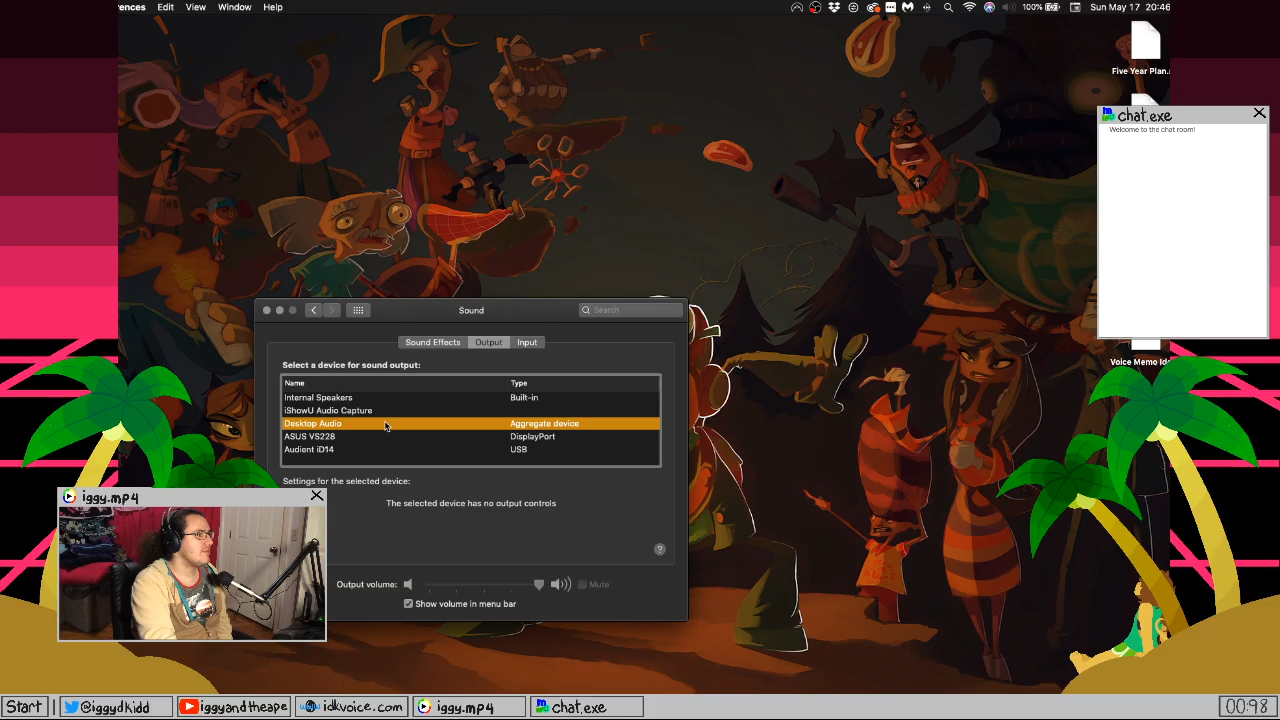 rences Edit View Window Help
100% Sun May 17 20:46
Five Year Plan.
chat.exe
Welcome to the chat room!
Voice Memo Ide
Sound
Search
Sound Effects Output Input
Select a device for sound output:
Name Type
Internal Speakers Built-in
iShowU Audio Capture
Desktop Audio Aggregate device
ASUS VS228 DisplayPort
Audient iD14 USB
Settings for the selected device:
The selected device has no output controls
?
Output volume: Mute
Show volume in menu bar
iggy.mp4
Start | @iggydkidd iggyandtheape idkvoice.com iggy.mp4 chat.exe 00:98